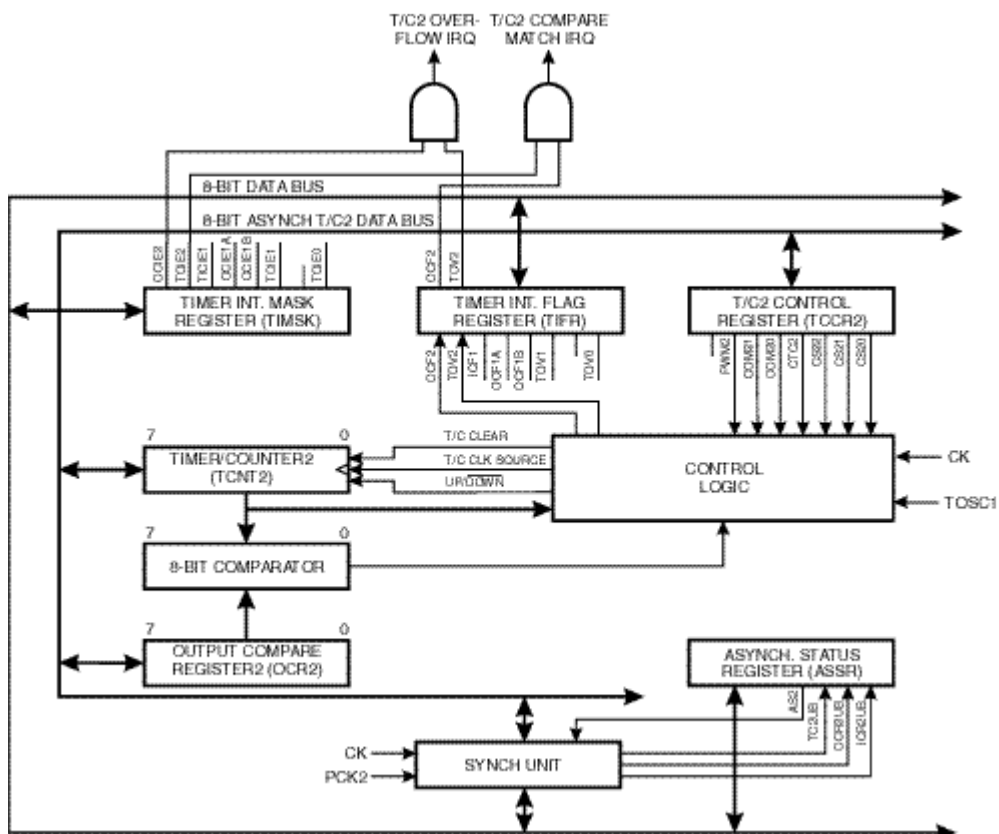 T/C2 OVER-
FLOW IRQ
T/C2 COMPARE
MATCH IRQ
8-BIT DATA BUS
8-BIT ASYNCH T/C2 DATA BUS
OCIE2
TOIE2
TICIE1
OCIE1A
OCIE1B
TOIE1
TOIE0
OCF2
TOV2
TIMER INT. MASK
REGISTER (TIMSK)
TIMER INT. FLAG
REGISTER (TIFR)
T/C2 CONTROL
REGISTER (TCCR2)
OCF2
TOV2
ICF1
OCF1A
OCF1B
TOV1
TOV0
PWM2
COM21
COM20
CTC2
CS22
CS21
CS20
7
0
TIMER/COUNTER2
(TCNT2)
T/C CLEAR
T/C CLK SOURCE
UP/DOWN
CONTROL
LOGIC
CK
TOSC1
7
0
8-BIT COMPARATOR
7
0
OUTPUT COMPARE
REGISTER2 (OCR2)
ASYNCH. STATUS
REGISTER (ASSR)
AS2
TC2UB
OCR2UB
ICR2UB
CK
PCK2
SYNCH UNIT